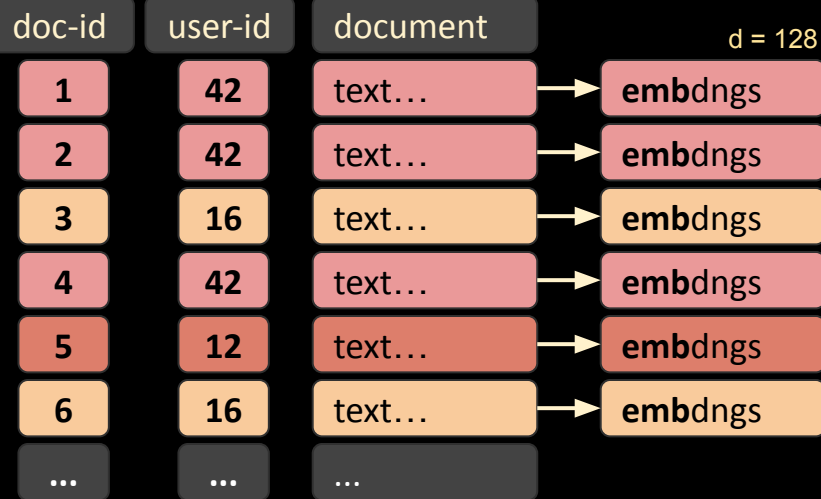 doc-id user-id document
d = 128
1 42 text... embdngs
2 42 text... embdngs
3 16 text... embdngs
4 42 text... embdngs
5 12 text... embdngs
6 16 text... embdngs
... ... ...